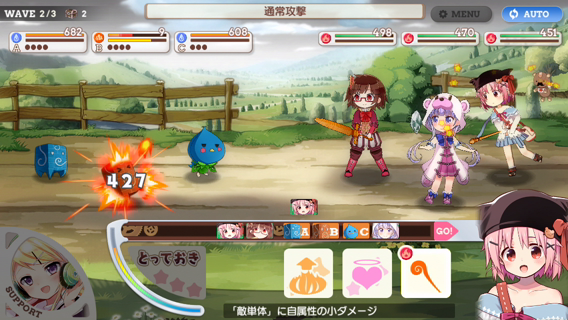 WAVE 2/3 2
通常攻撃
MENU
AUTO
682
A
9
B
608
C
498
470
451
427
A B C GO!
とっておき
SUPPORT
「敵単体」に自属性の小ダメージ